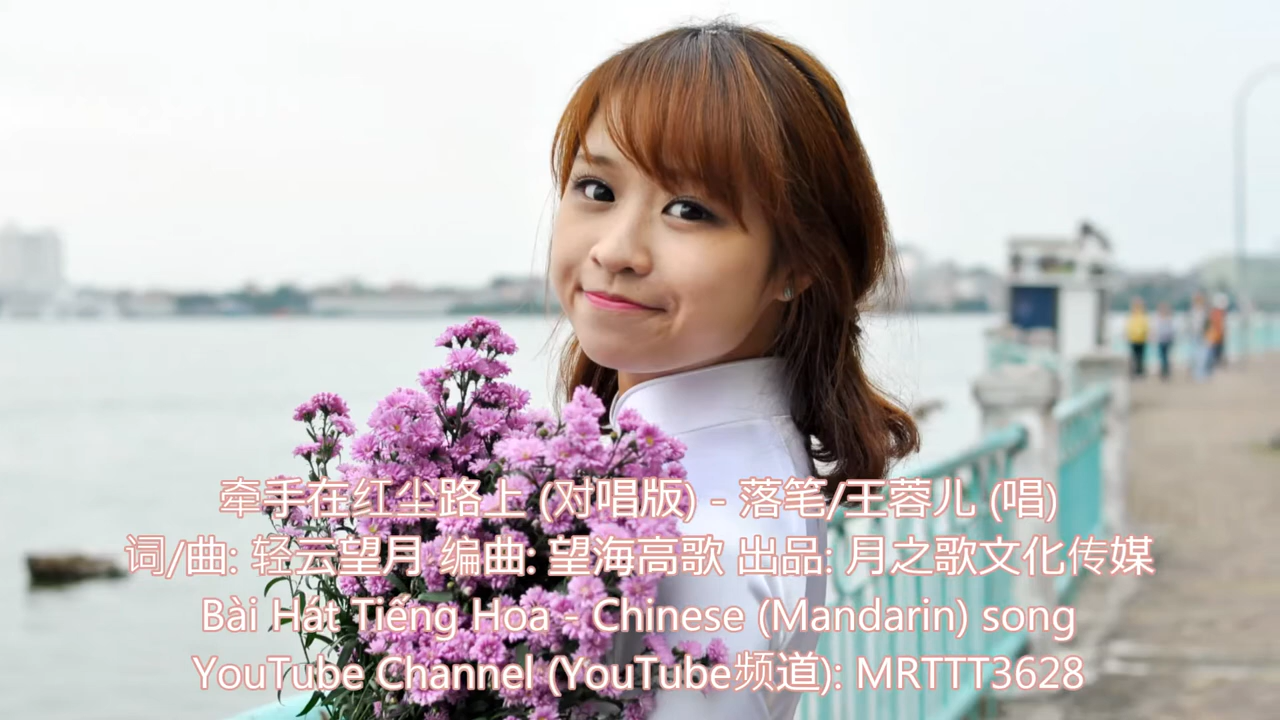 牵手在红尘路上 (对唱版) - 落笔/王蓉儿 (唱)
词/曲: 轻云望月 编曲: 望海高歌 出品: 月之歌文化传媒
Bài Hát Tiếng Hoa - Chinese (Mandarin) song
YouTube Channel (YouTube频道): MRTTT3628